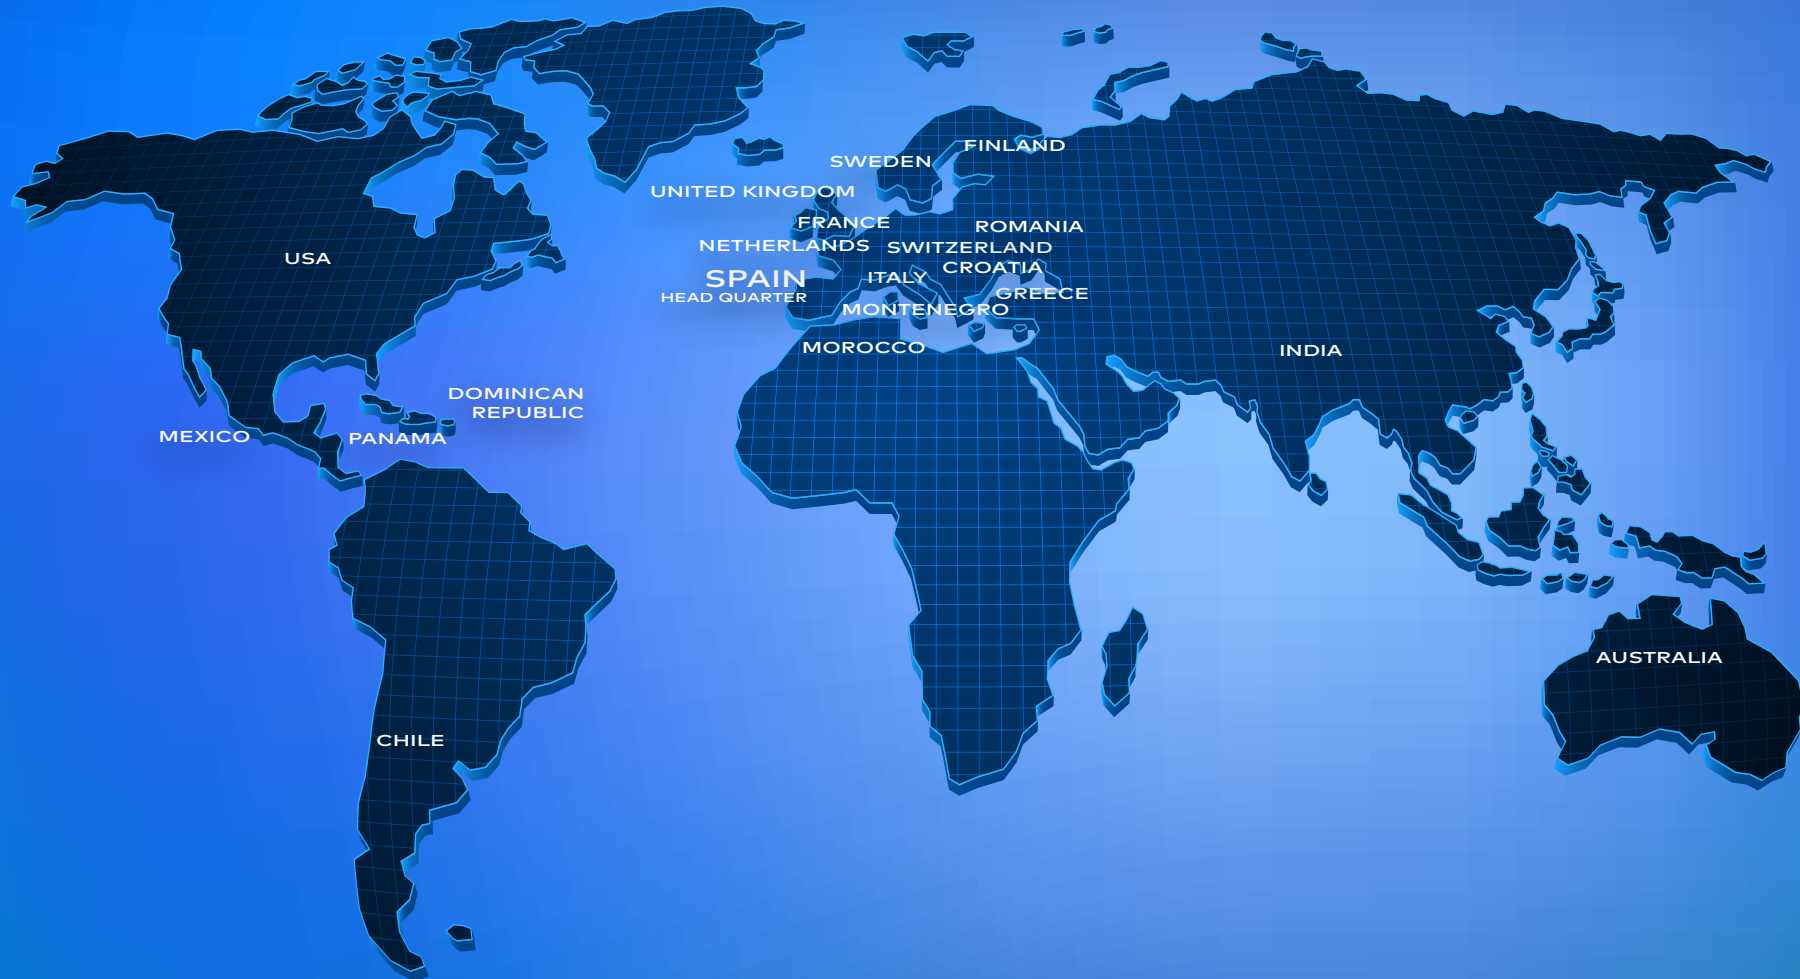 FINLAND
SWEDEN
UNITED KINGDOM
FRANCE
ROMANIA
NETHERLANDS
SWITZERLAND
USA
CROATIA
SPAIN
ITALY
HEAD QUARTER
GREECE
MONTENEGRO
MOROCCO
INDIA
DOMINICAN
REPUBLIC
MEXICO
PANAMA
AUSTRALIA
CHILE